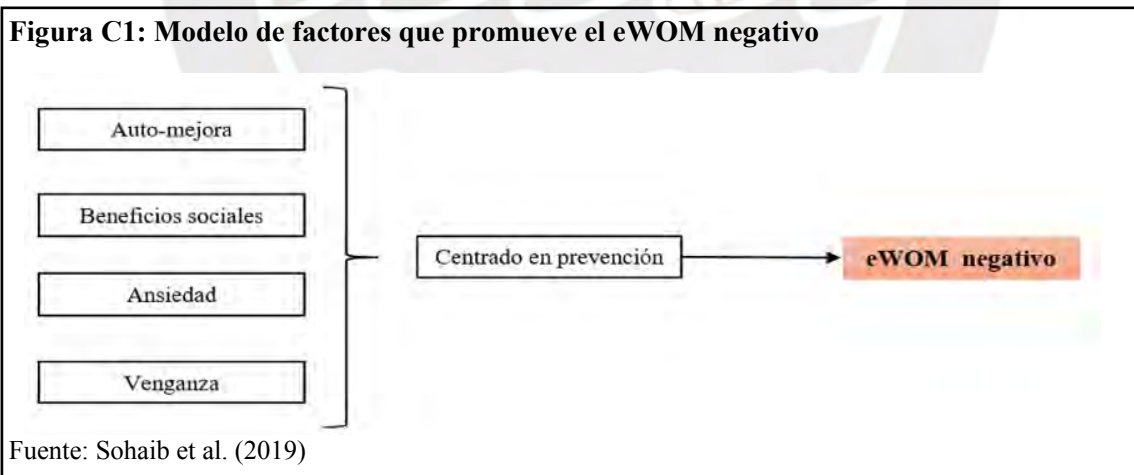 Figura C1: Modelo de factores que promueve el eWOM negativo
Auto-mejora
Beneficios sociales
Ansiedad
Venganza
Centrado en prevención
eWOM negativo
Fuente: Sohaib et al. (2019)